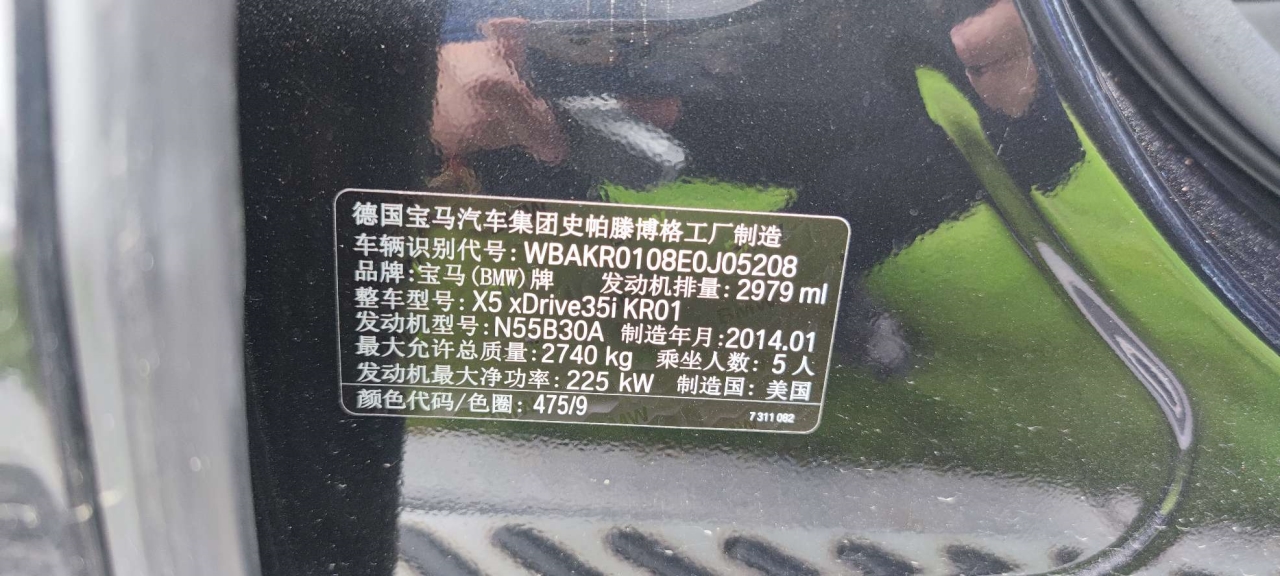 德国宝马汽车集团史帕滕博格工厂制造
车辆识别代号: WBAKR0108E0J05208
品牌:宝马(BMW)牌 发动机排量: 2979 ml
整车型号: X5 xDrive35i KR01
发动机型号: N55B30A 制造年月:2014.01
最大允许总质量: 2740 kg 乘坐人数: 5 人
发动机最大净功率: 225 kW 制造国: 美国
颜色代码/色圈: 475/9 7 311 082